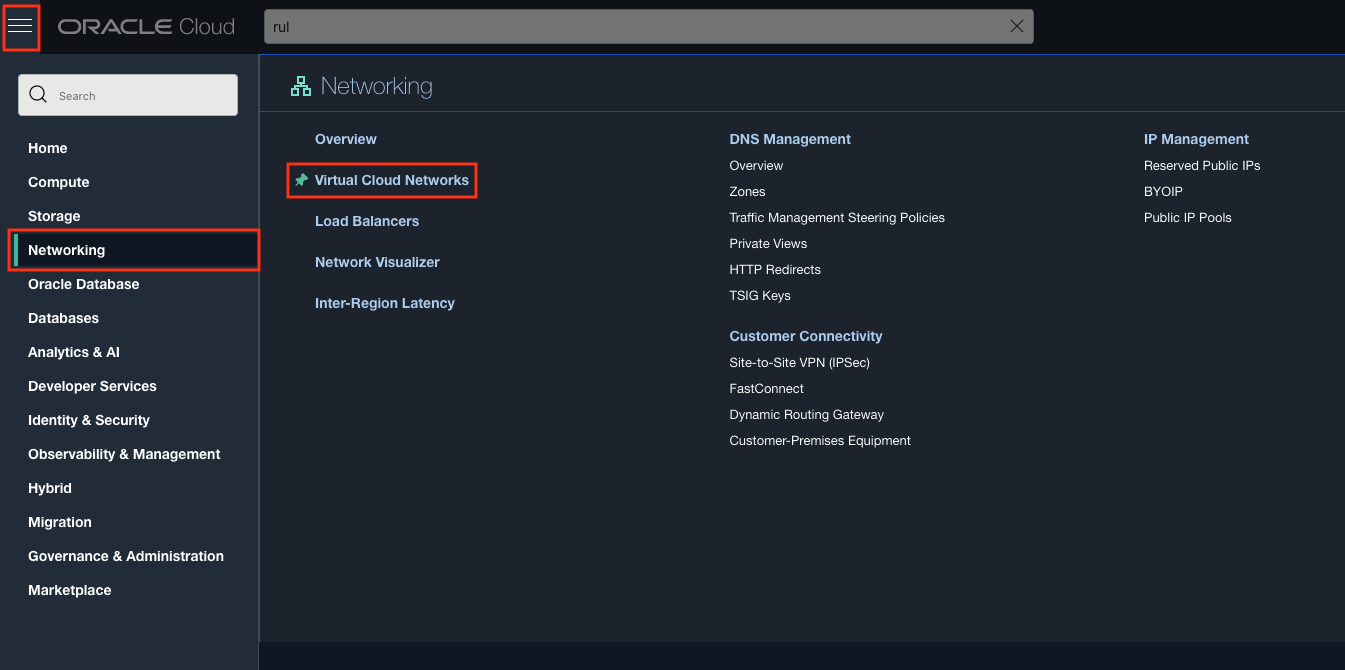 ORACLE Cloud
rul
Search
Home
Compute
Storage
Networking
Oracle Database
Databases
Analytics & AI
Developer Services
Identity & Security
Observability & Management
Hybrid
Migration
Governance & Administration
Marketplace
Networking
Overview
Virtual Cloud Networks
Load Balancers
Network Visualizer
Inter-Region Latency
DNS Management
Overview
Zones
Traffic Management Steering Policies
Private Views
HTTP Redirects
TSIG Keys
Customer Connectivity
Site-to-Site VPN (IPSec)
FastConnect
Dynamic Routing Gateway
Customer-Premises Equipment
IP Management
Reserved Public IPs
BYOIP
Public IP Pools